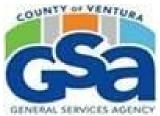 COUNTY OF VENTURA
GSa
GENERAL SERVICES AGENCY